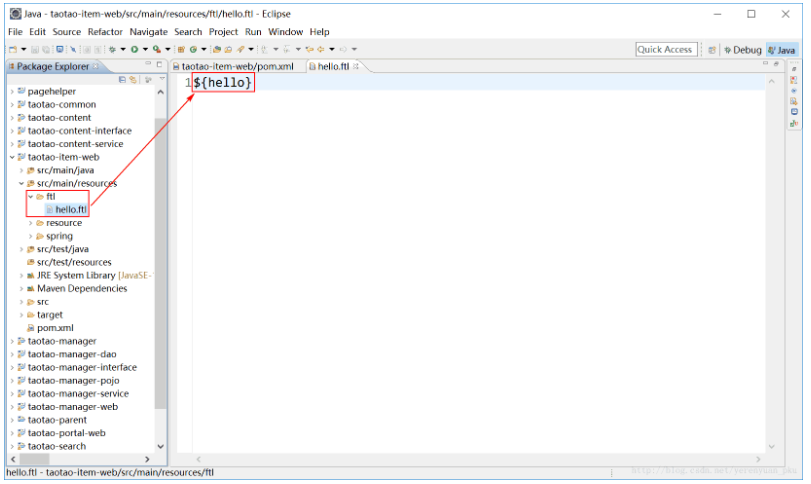 Java - taotao-item-web/src/main/resources/ftl/hello.ftl - Eclipse
File Edit Source Refactor Navigate Search Project Run Window Help
Quick Access Debug Java
Package Explorer taotao-item-web/pom.xml hello.ftl
1 ${hello}
pagehelper
taotao-common
taotao-content
taotao-content-interface
taotao-content-service
taotao-item-web
src/main/java
src/main/resources
ftl
hello.ftl
resource
spring
src/test/java
src/test/resources
JRE System Library [JavaSE-
Maven Dependencies
src
target
pom.xml
taotao-manager
taotao-manager-dao
taotao-manager-interface
taotao-manager-pojo
taotao-manager-service
taotao-manager-web
taotao-parent
taotao-portal-web
taotao-search
hello.ftl - taotao-item-web/src/main/resources/ftl